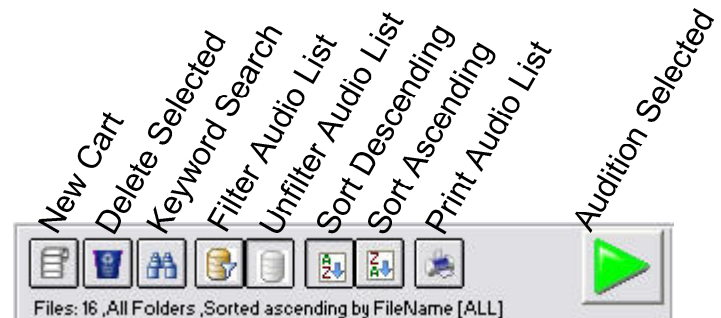 New Cart
Delete Selected
Keyword Search
Filter Audio List
Unfilter Audio List
Sort Descending
Sort Ascending
Print Audio List
Audition Selected
A Z
Z A
Files: 16 ,All Folders ,Sorted ascending by FileName [ALL]